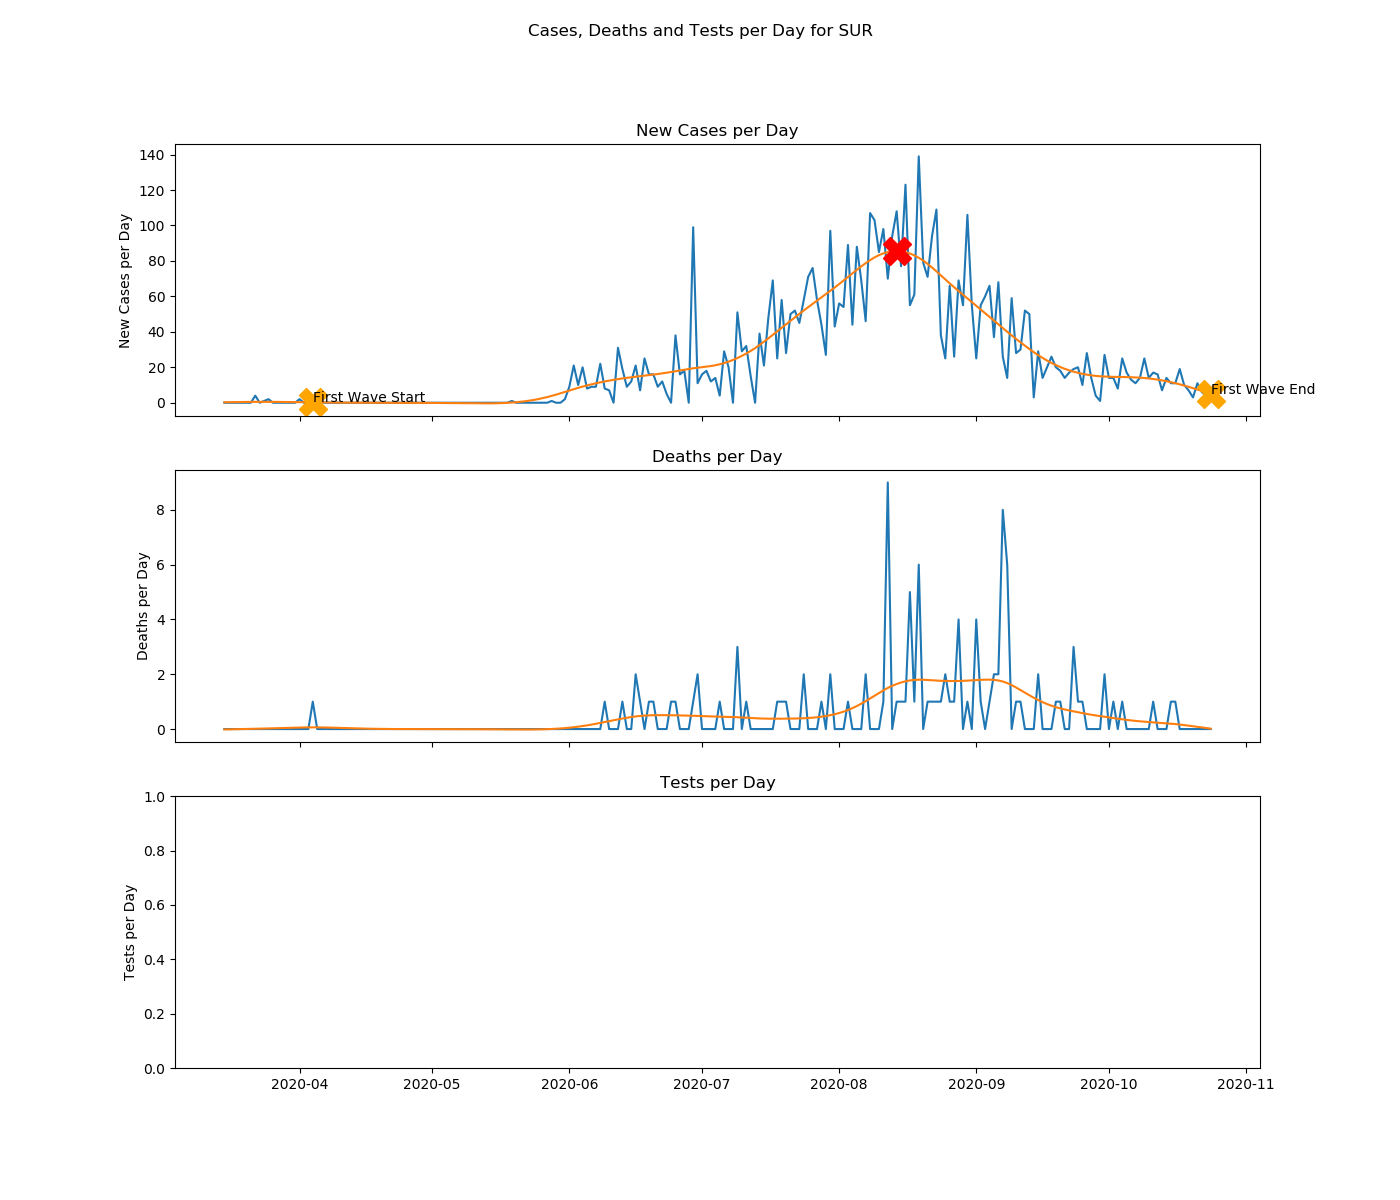 Cases, Deaths and Tests per Day for SUR
New Cases per Day
New Cases per Day
140
120
100
80
60
40
20
0
First Wave Start
First Wave End
Deaths per Day
Deaths per Day
8
6
4
2
0
Tests per Day
Tests per Day
1.0
0.8
0.6
0.4
0.2
0.0
2020-04 2020-05 2020-06 2020-07 2020-08 2020-09 2020-10 2020-11